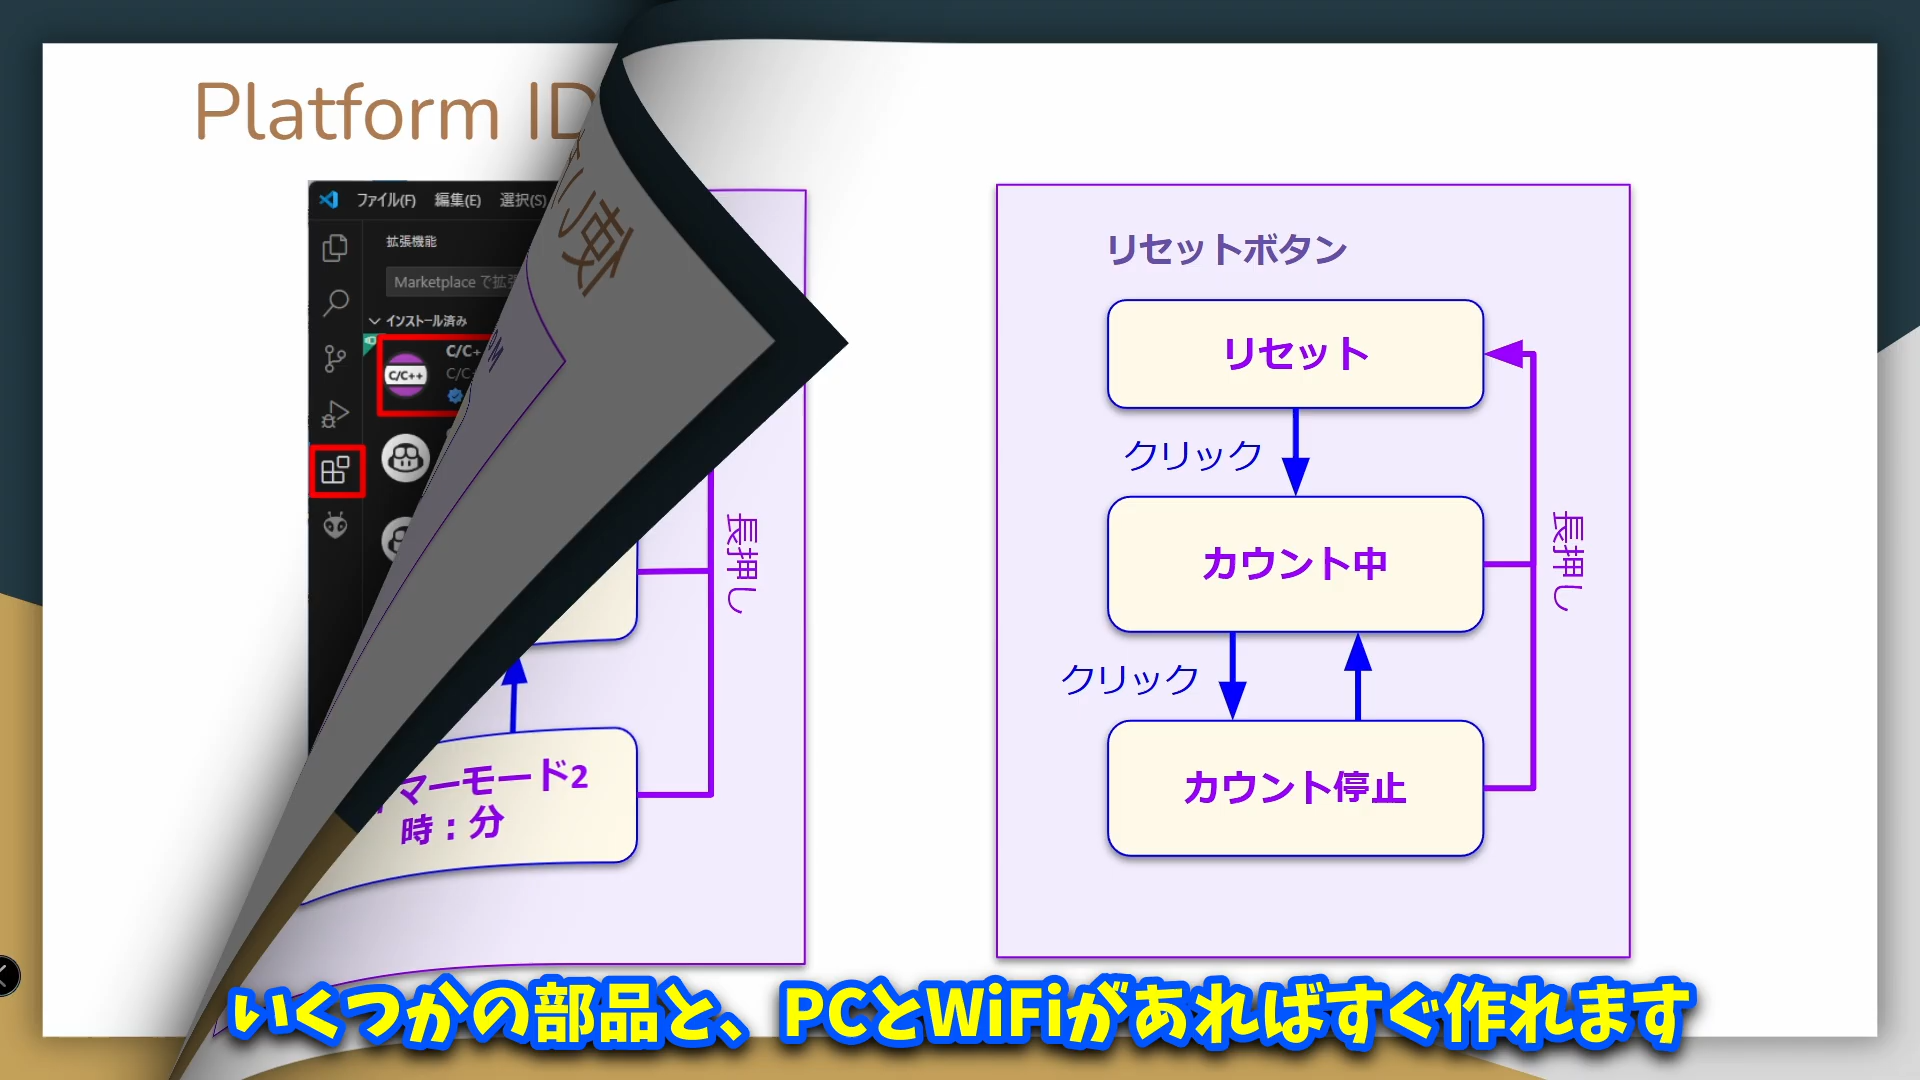 Platform ID
ファイル(F) 編集(E) 選択(S)
拡張機能
Marketplace で拡張
インストール済み
C/C++
C/C+
C/C
長押し
マーモード2
時：分
リセットボタン
リセット
クリック
カウント中
長押し
クリック
カウント停止
いくつかの部品と、PCとWiFiがあればすぐ作れます